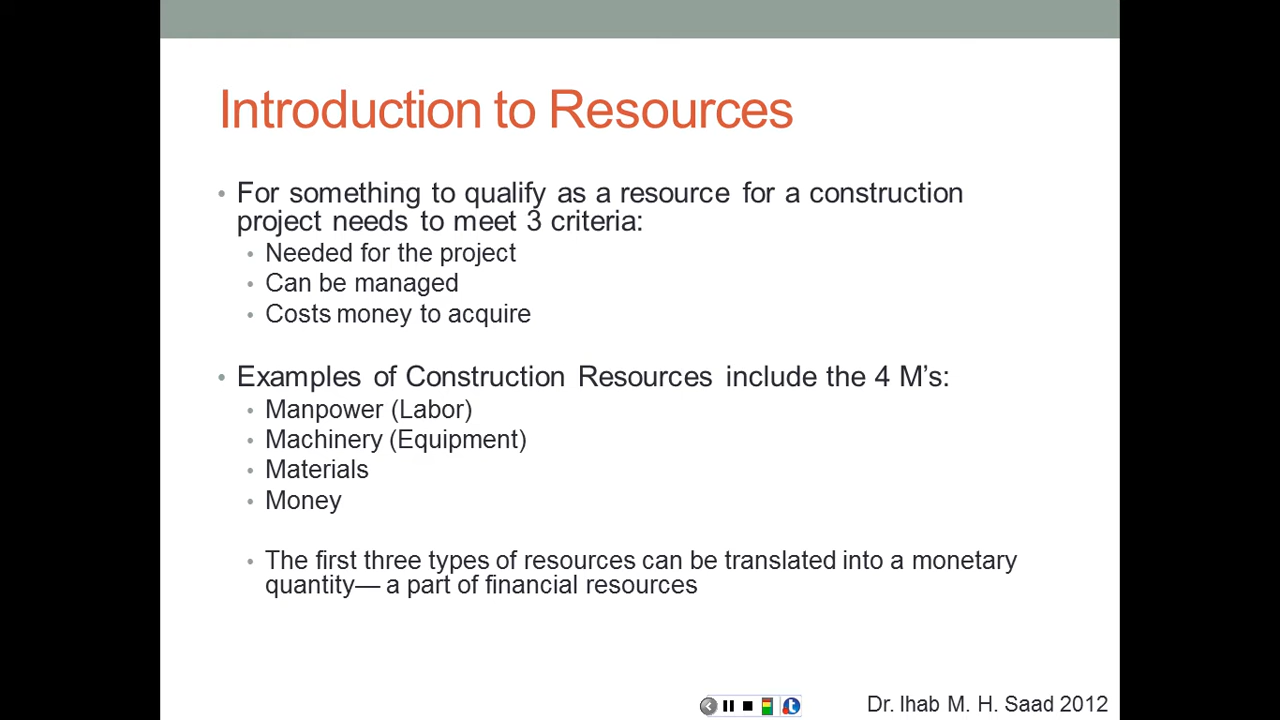 Introduction to Resources
• For something to qualify as a resource for a construction
project needs to meet 3 criteria:
• Needed for the project
• Can be managed
• Costs money to acquire
• Examples of Construction Resources include the 4 M’s:
• Manpower (Labor)
• Machinery (Equipment)
• Materials
• Money
• The first three types of resources can be translated into a monetary
quantity— a part of financial resources
Dr. Ihab M. H. Saad 2012